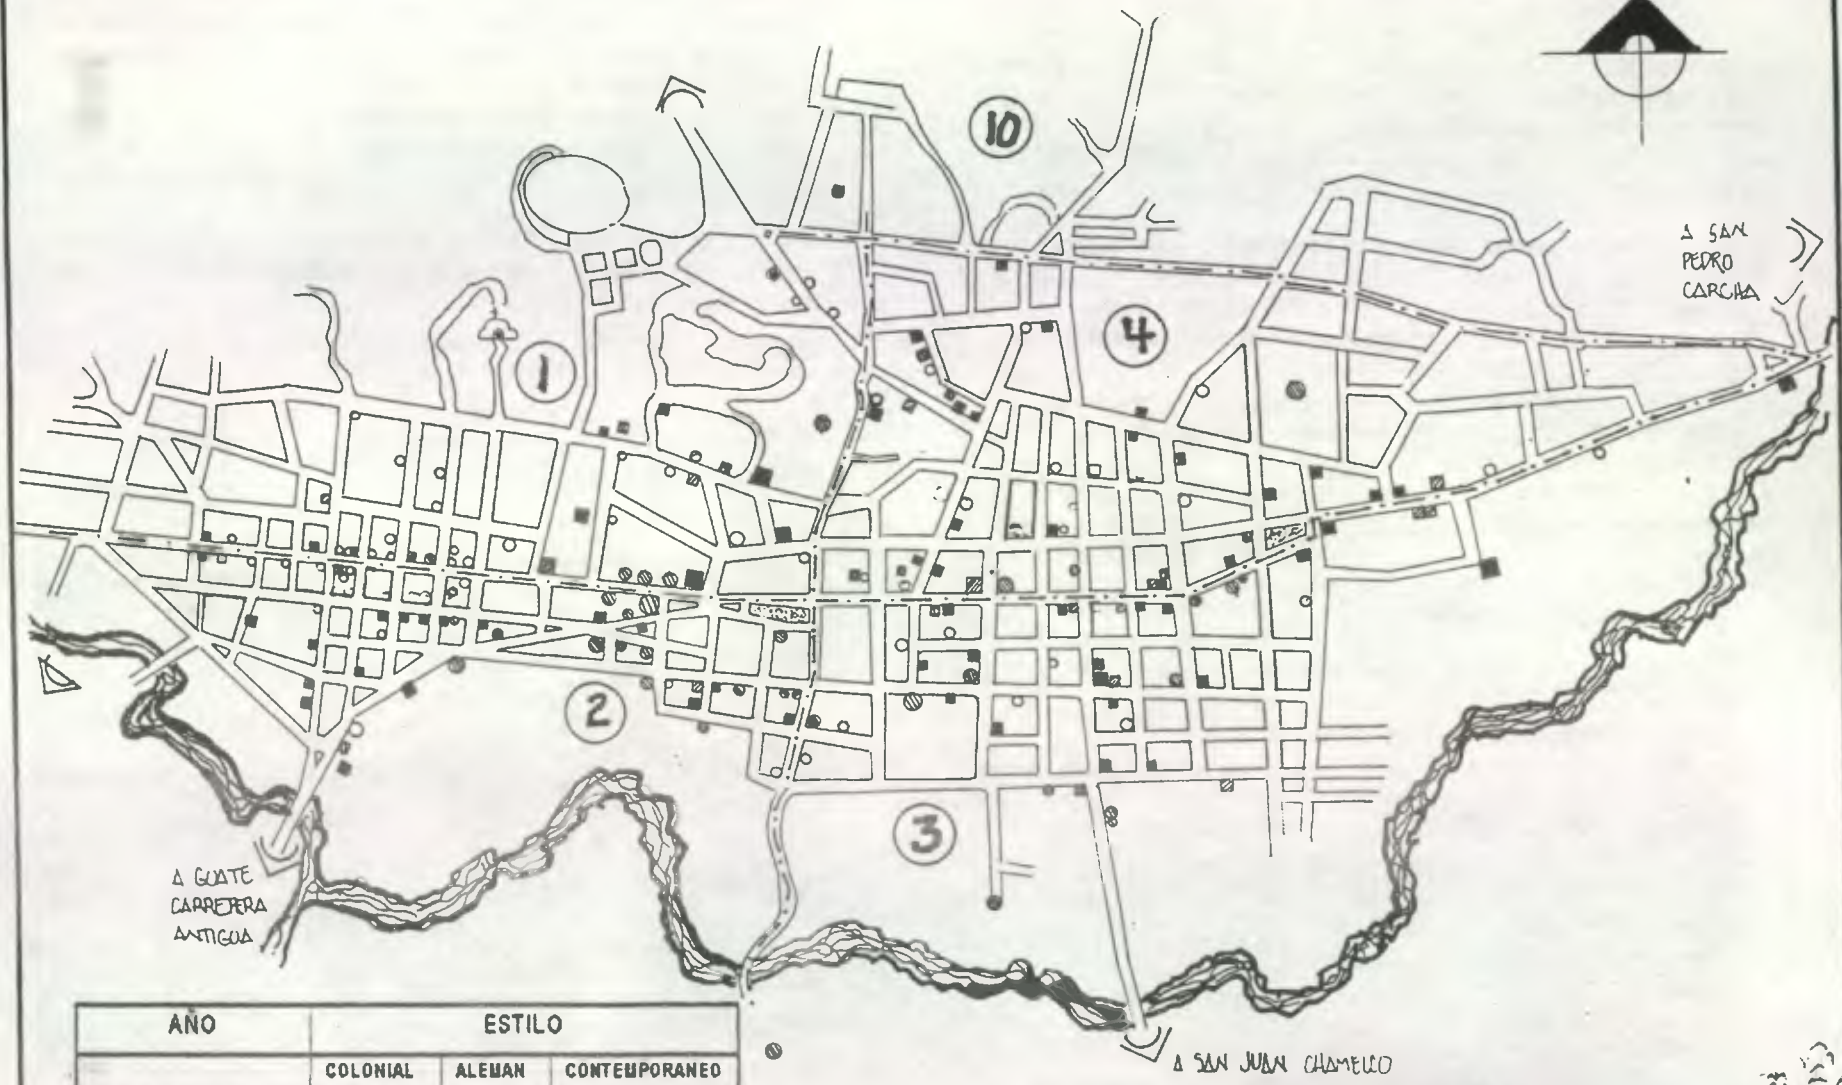 10
A SAN
PEDRO
CARCHA
4
1
2
3
A GUATE
CARRETERA
ANTIGUA
AÑO ESTILO
COLONIAL ALEMAN CONTEMPORANEO
A SAN JUAN CHAMELCO